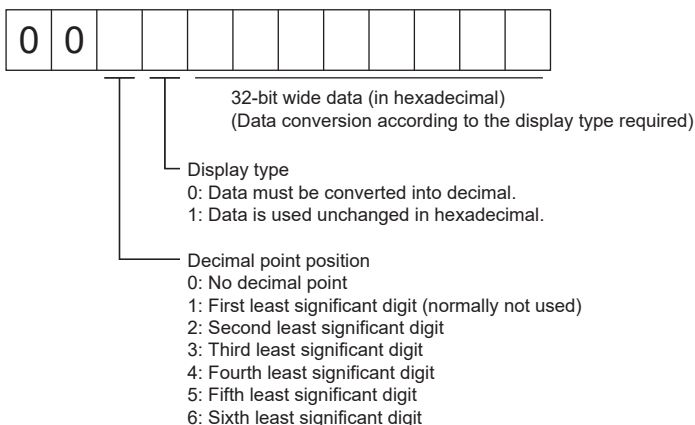 0 0
32-bit wide data (in hexadecimal)
(Data conversion according to the display type required)
Display type
0: Data must be converted into decimal.
1: Data is used unchanged in hexadecimal.
Decimal point position
0: No decimal point
1: First least significant digit (normally not used)
2: Second least significant digit
3: Third least significant digit
4: Fourth least significant digit
5: Fifth least significant digit
6: Sixth least significant digit